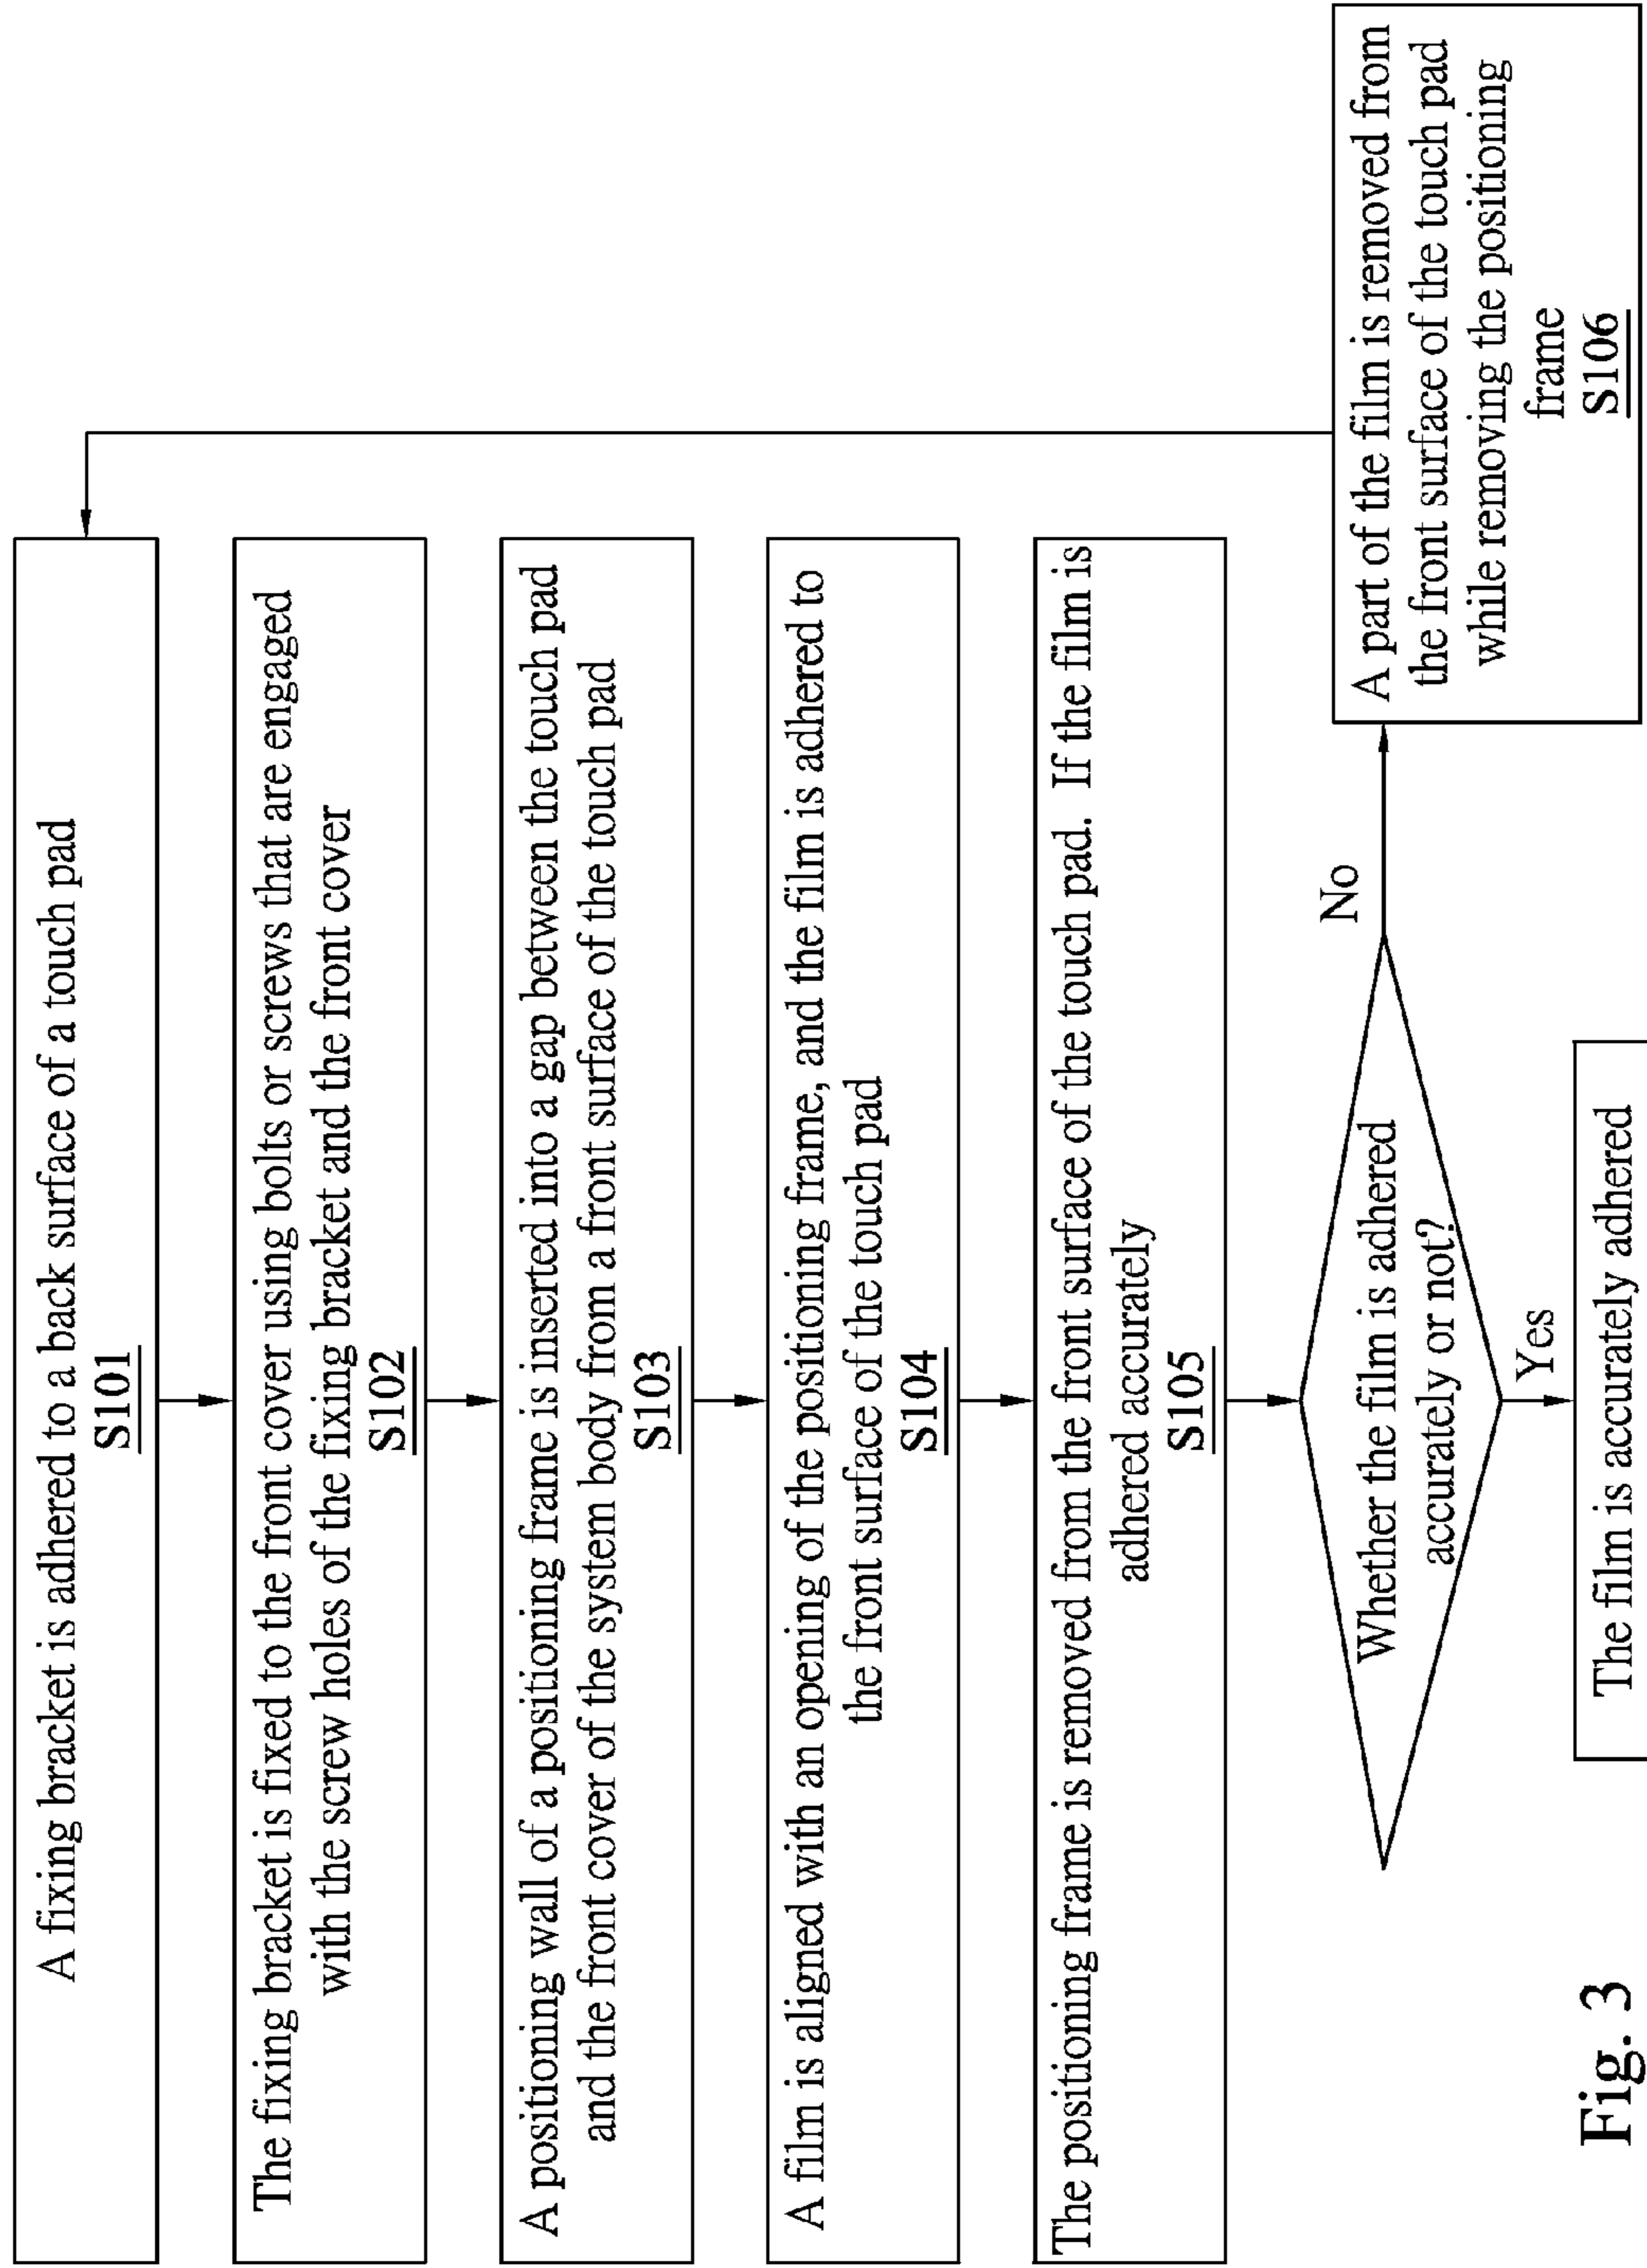 A fixing bracket is adhered to a back surface of a touch pad
S101
The fixing bracket is fixed to the front cover using bolts or screws that are engaged
with the screw holes of the fixing bracket and the front cover
S102
A positioning wall of a positioning frame is inserted into a gap between the touch pad
and the front cover of the system body from a front surface of the touch pad
S103
A film is aligned with an opening of the positioning frame, and the film is adhered to
the front surface of the touch pad
S104
The positioning frame is removed from the front surface of the touch pad. If the film is
adhered accurately
S105
Whether the film is adhered
accurately or not?
No
A part of the film is removed from
the front surface of the touch pad
while removing the positioning
frame
S106
Yes
The film is accurately adhered
Fig. 3